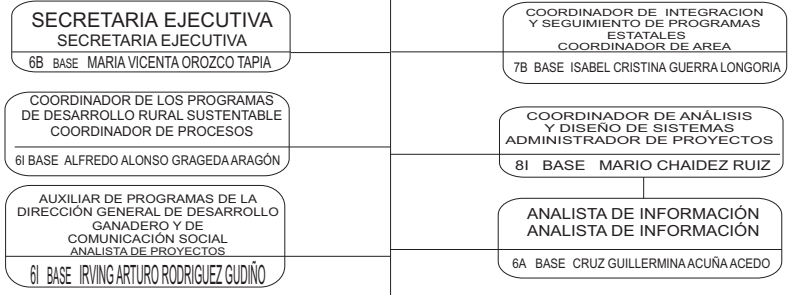 SECRETARIA EJECUTIVA
SECRETARIA EJECUTIVA
6B BASE MARIA VICENTA OROZCO TAPIA
COORDINADOR DE LOS PROGRAMAS
DE DESARROLLO RURAL SUSTENTABLE
COORDINADOR DE PROCESOS
6I BASE ALFREDO ALONSO GRAGEDA ARAGÓN
AUXILIAR DE PROGRAMAS DE LA
DIRECCIÓN GENERAL DE DESARROLLO
GANADERO Y DE
COMUNICACIÓN SOCIAL
ANALISTA DE PROYECTOS
6I BASE IRVING ARTURO RODRIGUEZ GUDIÑO
COORDINADOR DE INTEGRACION
Y SEGUIMIENTO DE PROGRAMAS
ESTATALES
COORDINADOR DE AREA
7B BASE ISABEL CRISTINA GUERRA LONGORIA
COORDINADOR DE ANÁLISIS
Y DISEÑO DE SISTEMAS
ADMINISTRADOR DE PROYECTOS
8I BASE MARIO CHAIDEZ RUIZ
ANALISTA DE INFORMACIÓN
ANALISTA DE INFORMACIÓN
6A BASE CRUZ GUILLERMINA ACUÑA ACEDO